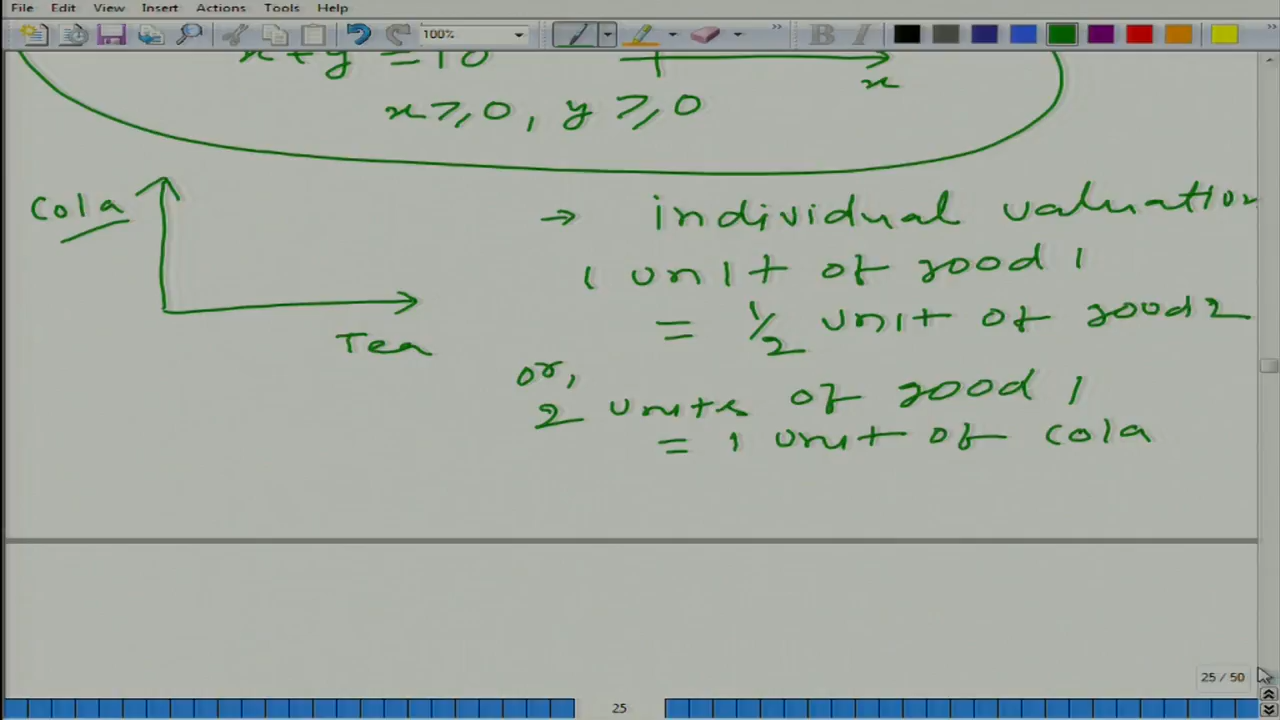 File Edit View Insert Actions Tools Help
100%
x + y = 10
x
x ≥ 0, y ≥ 0
Cola
Tea
→ individual valuation
1 unit of good 1
= 1/2 unit of good 2
or,
2 units of good 1
= 1 unit of cola
25 / 50
25